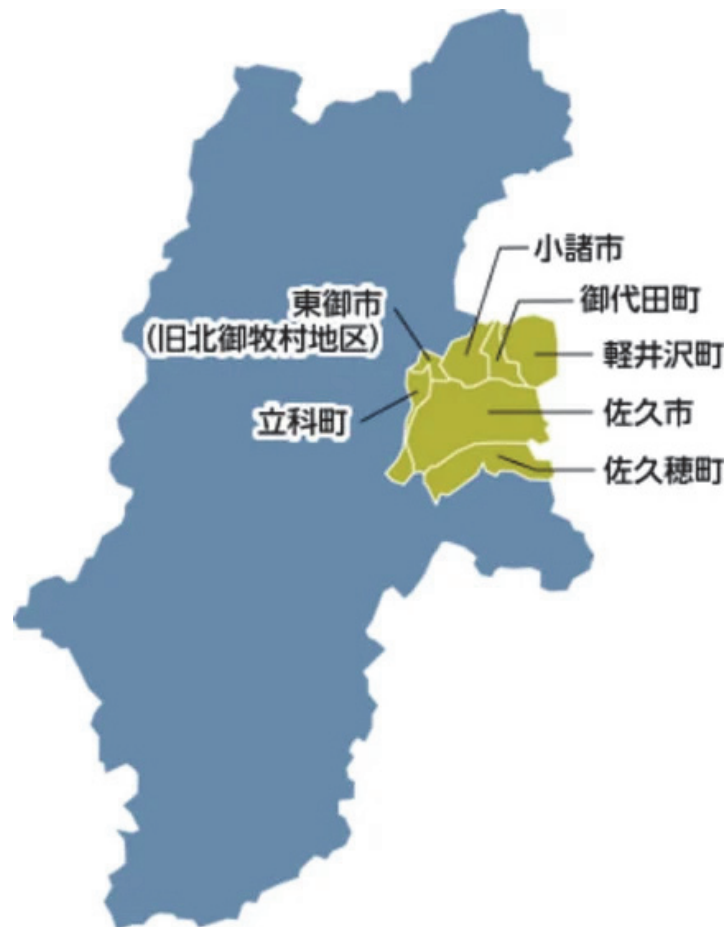 小諸市
東御市
(旧北御牧村地区)
御代田町
軽井沢町
立科町
佐久市
佐久穂町